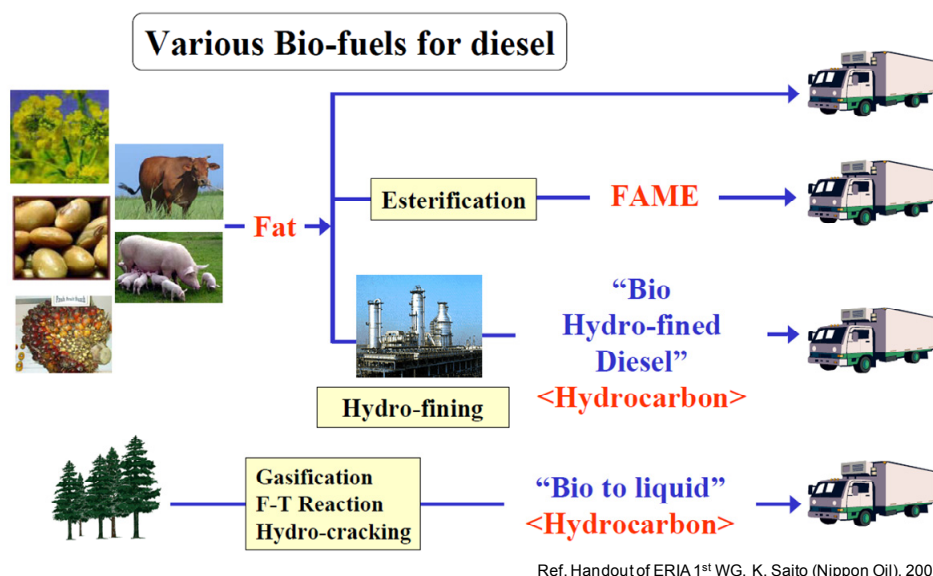 Various Bio-fuels for diesel
Fat
Esterification
FAME
"Bio
Hydro-fined
Diesel"
<Hydrocarbon>
Hydro-fining
Gasification
F-T Reaction
Hydro-cracking
"Bio to liquid"
<Hydrocarbon>
Ref. Handout of ERIA 1st WG, K. Saito (Nippon Oil), 200